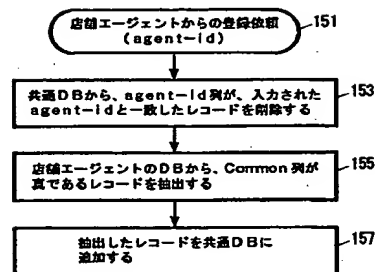 店舗エージェントからの登録依頼
(agent-id)
151
共通DBから、agent-id列が、入力された
agent-idと一致したレコードを削除する
153
店舗エージェントのDBから、Common列が
真であるレコードを抽出する
155
抽出したレコードを共通DBに
追加する
157